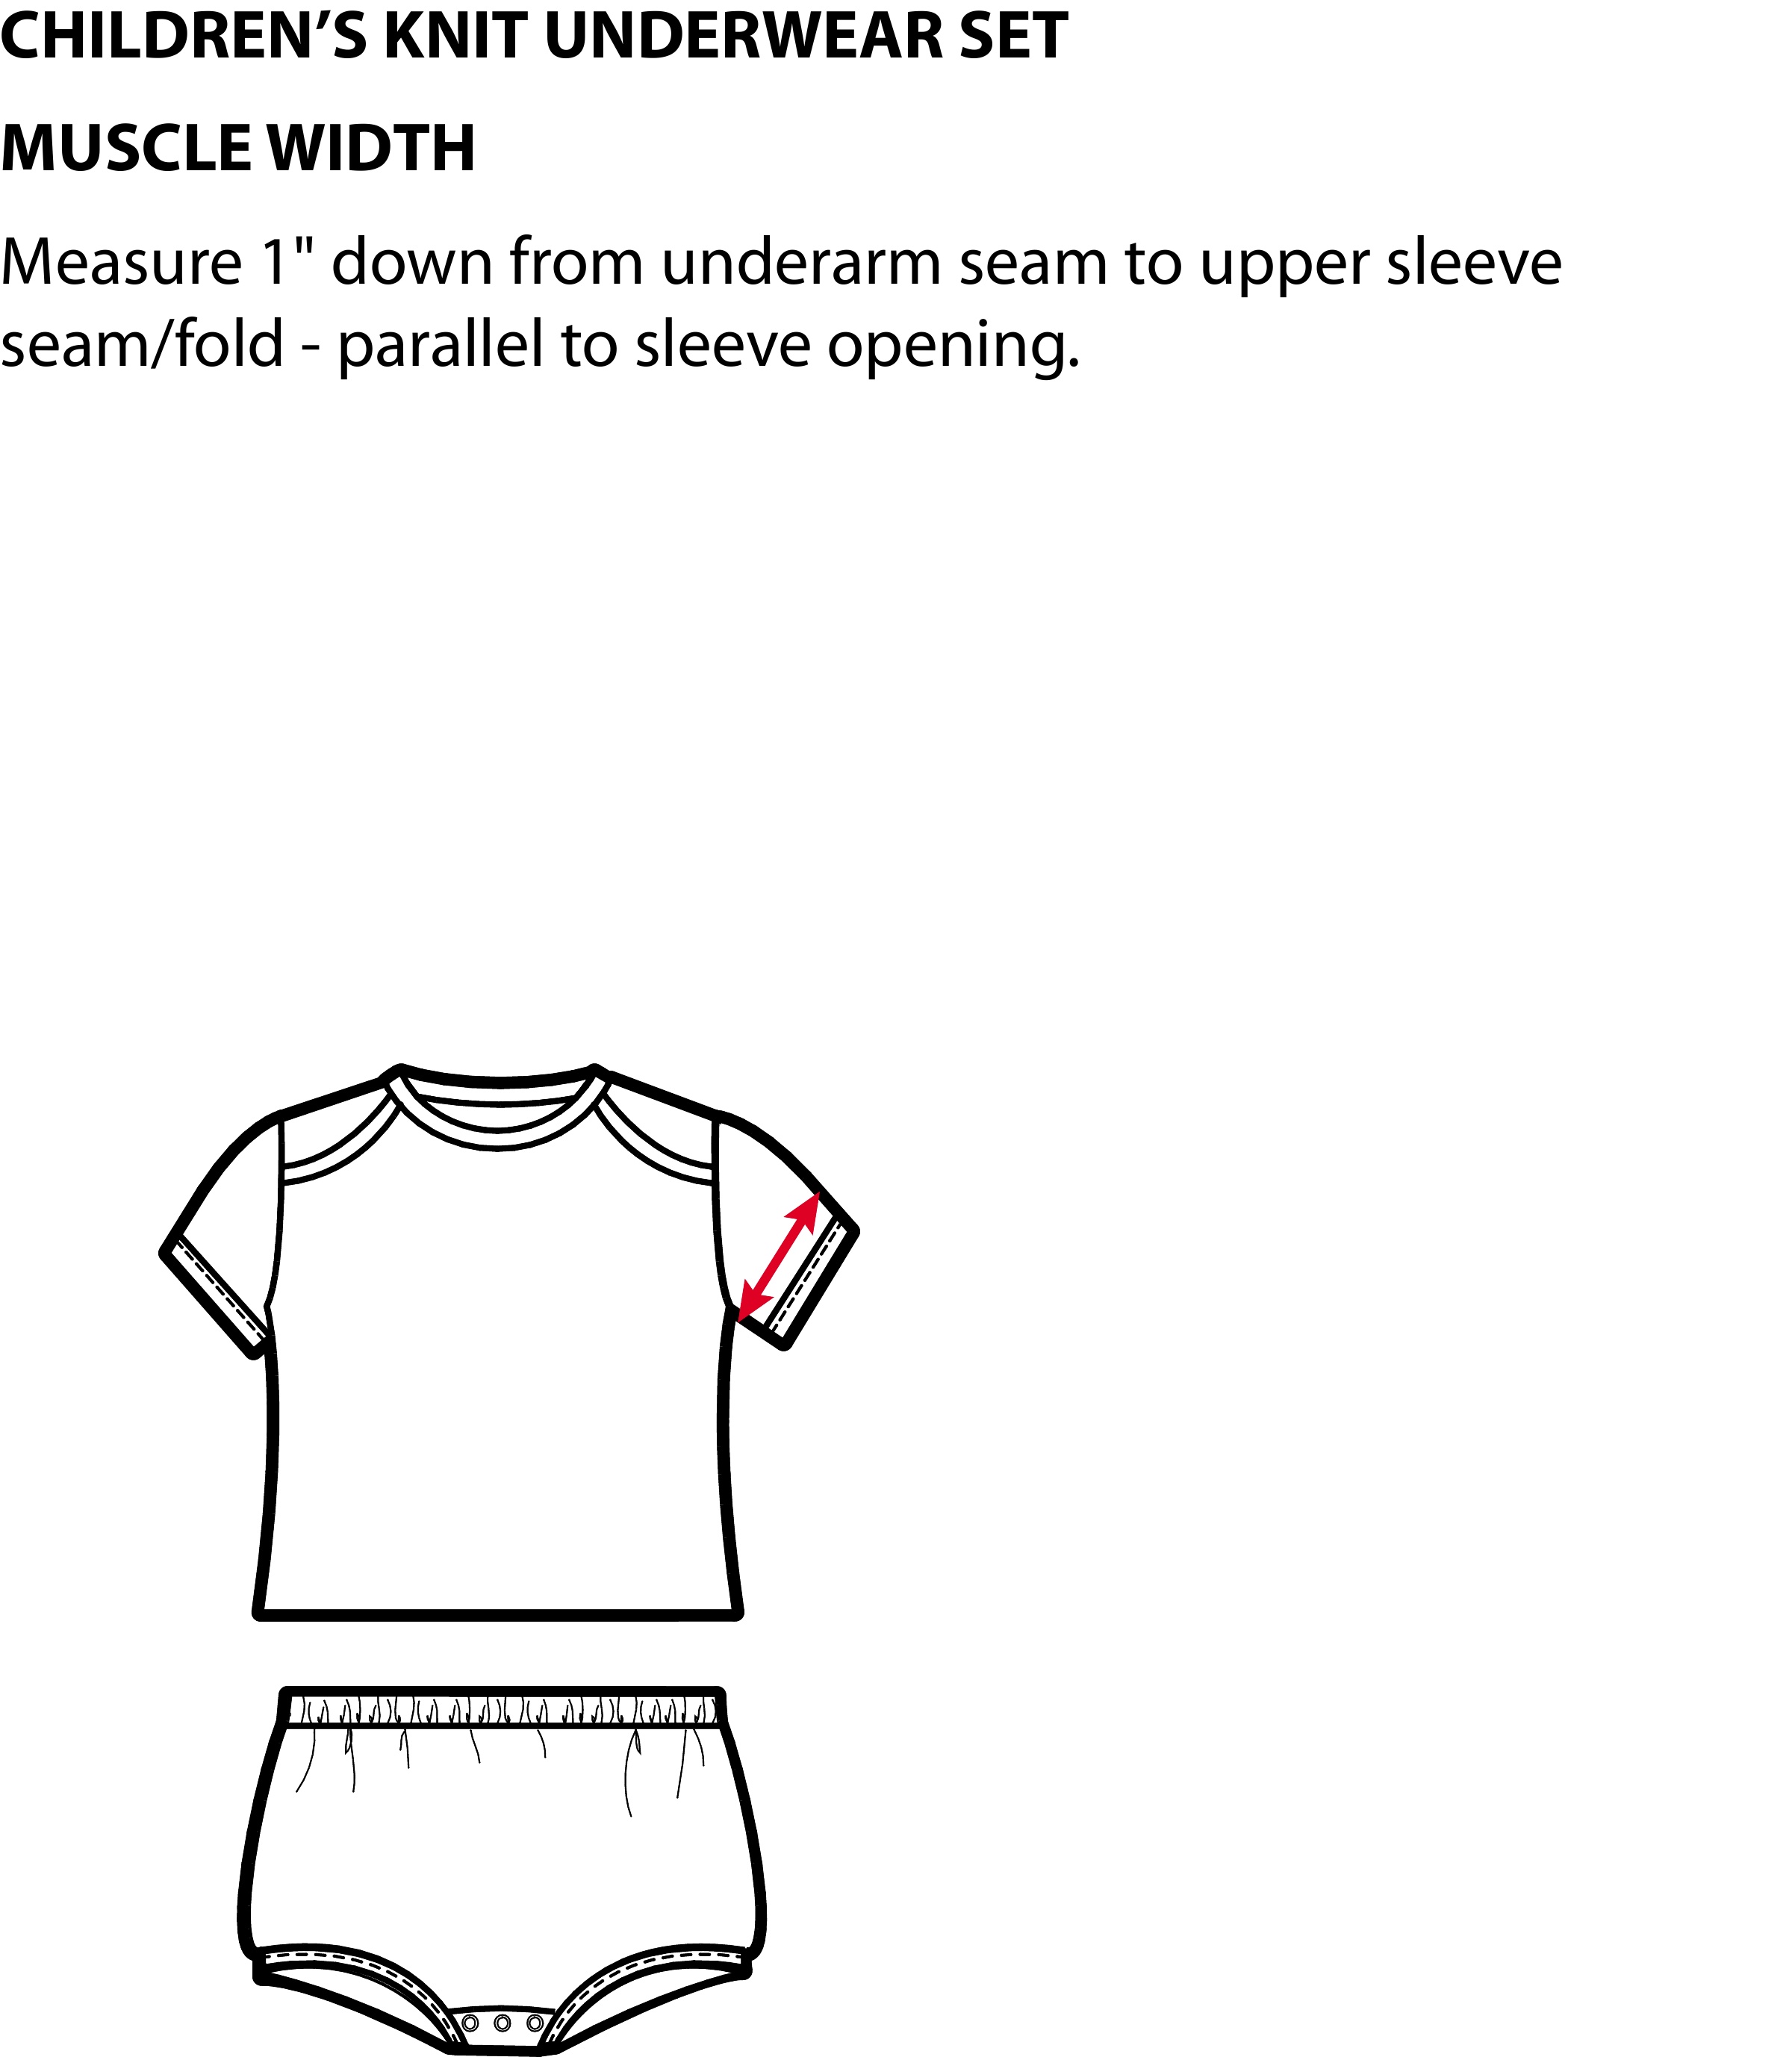 CHILDREN’S KNIT UNDERWEAR SET
MUSCLE WIDTH
Measure 1" down from underarm seam to upper sleeve
seam/fold - parallel to sleeve opening.